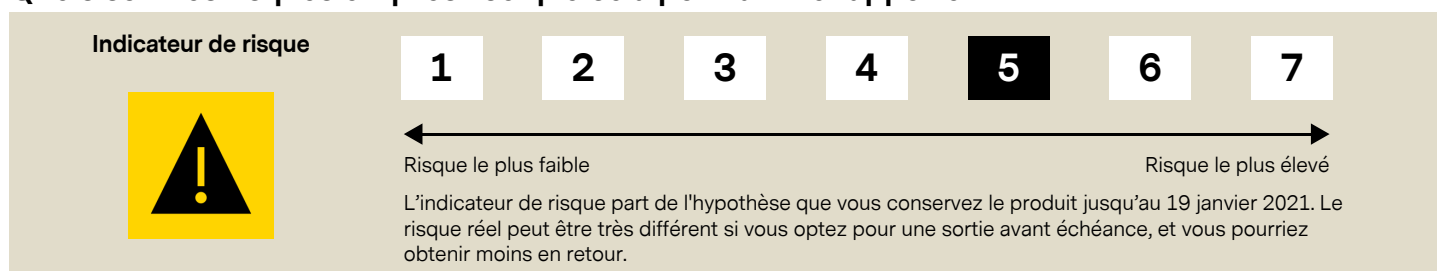 Indicateur de risque
1 2 3 4 5 6 7
Risque le plus faible Risque le plus élevé
L’indicateur de risque part de l'hypothèse que vous conservez le produit jusqu’au 19 janvier 2021. Le
risque réel peut être très différent si vous optez pour une sortie avant échéance, et vous pourriez
obtenir moins en retour.